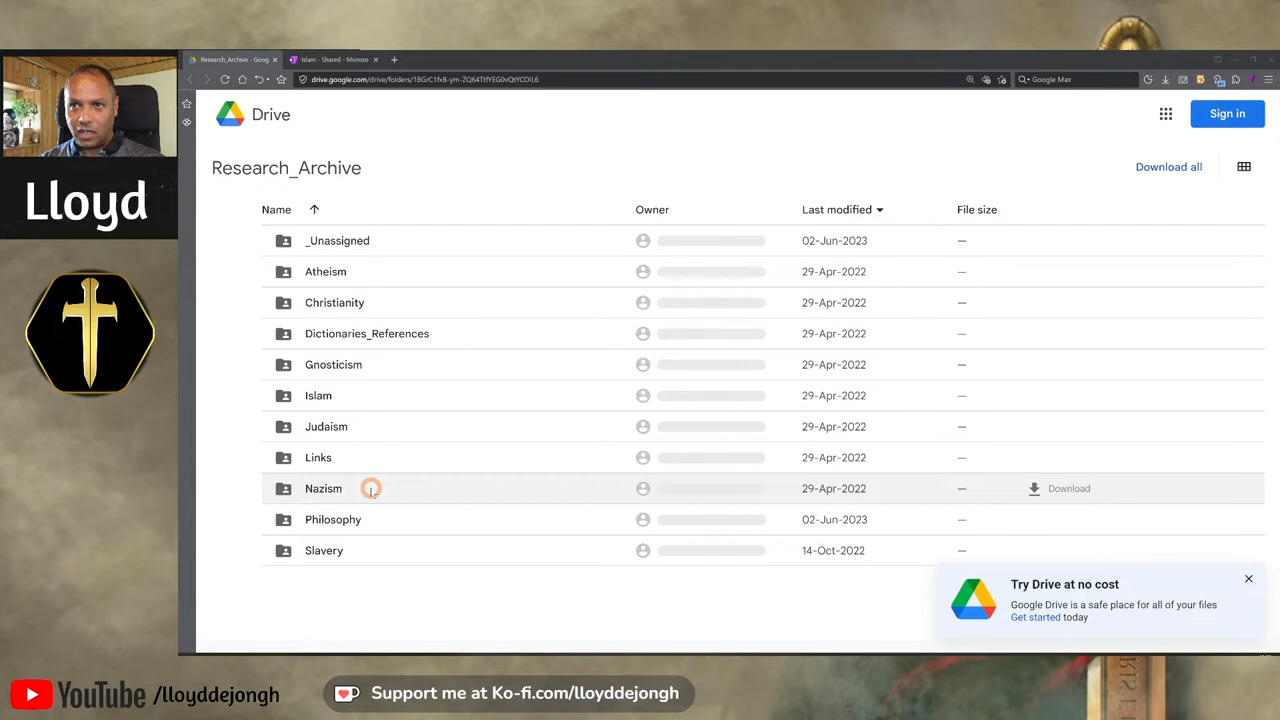 Research_Archive - Goog
Islam - Shared - Microso
drive.google.com/drive/folders/1BGrC1fxB-ym-ZQ64TtfYEG0vQtYCOIL6
Google Max
Drive
Sign in
Research_Archive
Download all
Name
Owner
Last modified
File size
_Unassigned
02-Jun-2023
—
Atheism
29-Apr-2022
—
Christianity
29-Apr-2022
—
Dictionaries_References
29-Apr-2022
—
Gnosticism
29-Apr-2022
—
Islam
29-Apr-2022
—
Judaism
29-Apr-2022
—
Links
29-Apr-2022
—
Nazism
29-Apr-2022
—
Download
Philosophy
02-Jun-2023
—
Slavery
14-Oct-2022
—
Try Drive at no cost
Google Drive is a safe place for all of your files
Get started today
Lloyd
YouTube /lloyddejongh
Support me at Ko-fi.com/lloyddejongh